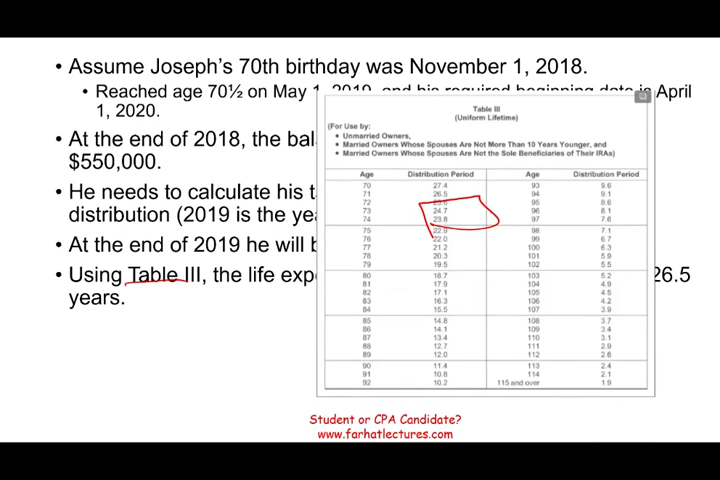 • Assume Joseph's 70th birthday was November 1, 2018.
• Reached age 70½ on May 1, 2019, and his required beginning date is April
1, 2020.
• At the end of 2018, the bal
$550,000.
• He needs to calculate his t
distribution (2019 is the yea
• At the end of 2019 he will b
• Using Table III, the life exp 26.5
years.
Table III
(Uniform Lifetime)
(For Use by:
• Unmarried Owners,
• Married Owners Whose Spouses Are Not More Than 10 Years Younger, and
• Married Owners Whose Spouses Are Not the Sole Beneficiaries of Their IRAs)
Age Distribution Period Age Distribution Period
70 27.4 93 9.6
71 26.5 94 9.1
72 95 8.6
73 24.7 96 8.1
74 23.8 97 7.6
75 22.9 98 7.1
76 22.0 99 6.7
77 21.2 100 6.3
78 20.3 101 5.9
79 19.5 102 5.5
80 18.7 103 5.2
81 17.9 104 4.9
82 17.1 105 4.5
83 16.3 106 4.2
84 15.5 107 3.9
85 14.8 108 3.7
86 14.1 109 3.4
87 13.4 110 3.1
88 12.7 111 2.9
89 12.0 112 2.6
90 11.4 113 2.4
91 10.8 114 2.1
92 10.2 115 and over 1.9
Student or CPA Candidate?
www.farhatlectures.com